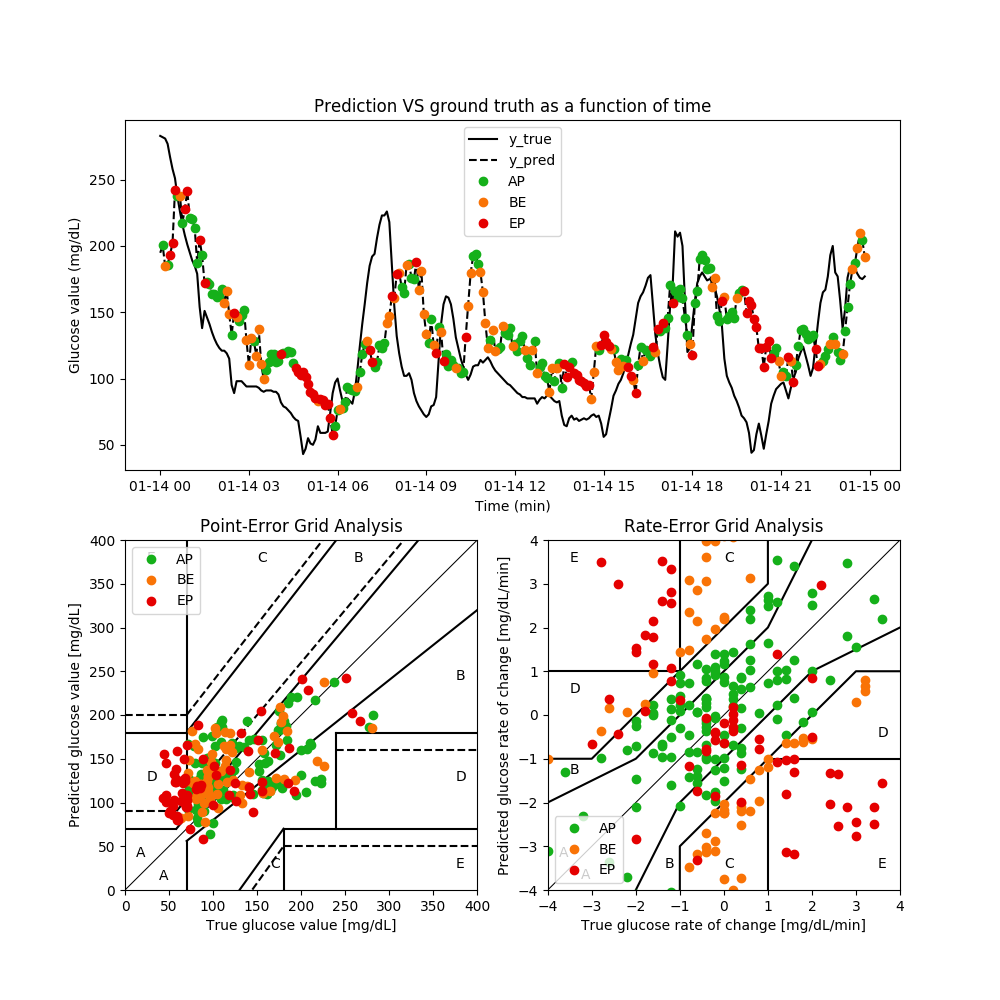 Prediction VS ground truth as a function of time
Glucose value (mg/dL)
250
200
150
100
50
y_true
y_pred
AP
BE
EP
01-14 00 01-14 03 01-14 06 01-14 09 01-14 12 01-14 15 01-14 18 01-14 21 01-15 00
Time (min)
Point-Error Grid Analysis
Predicted glucose value [mg/dL]
400
350
300
250
200
150
100
50
0
AP
BE
EP
E
C
B
B
D
D
A
A
C
E
0 50 100 150 200 250 300 350 400
True glucose value [mg/dL]
Rate-Error Grid Analysis
Predicted glucose rate of change [mg/dL/min]
4
3
2
1
0
−1
−2
−3
−4
E
C
D
D
B
A
A
B
C
E
AP
BE
EP
−4 −3 −2 −1 0 1 2 3 4
True glucose rate of change [mg/dL/min]